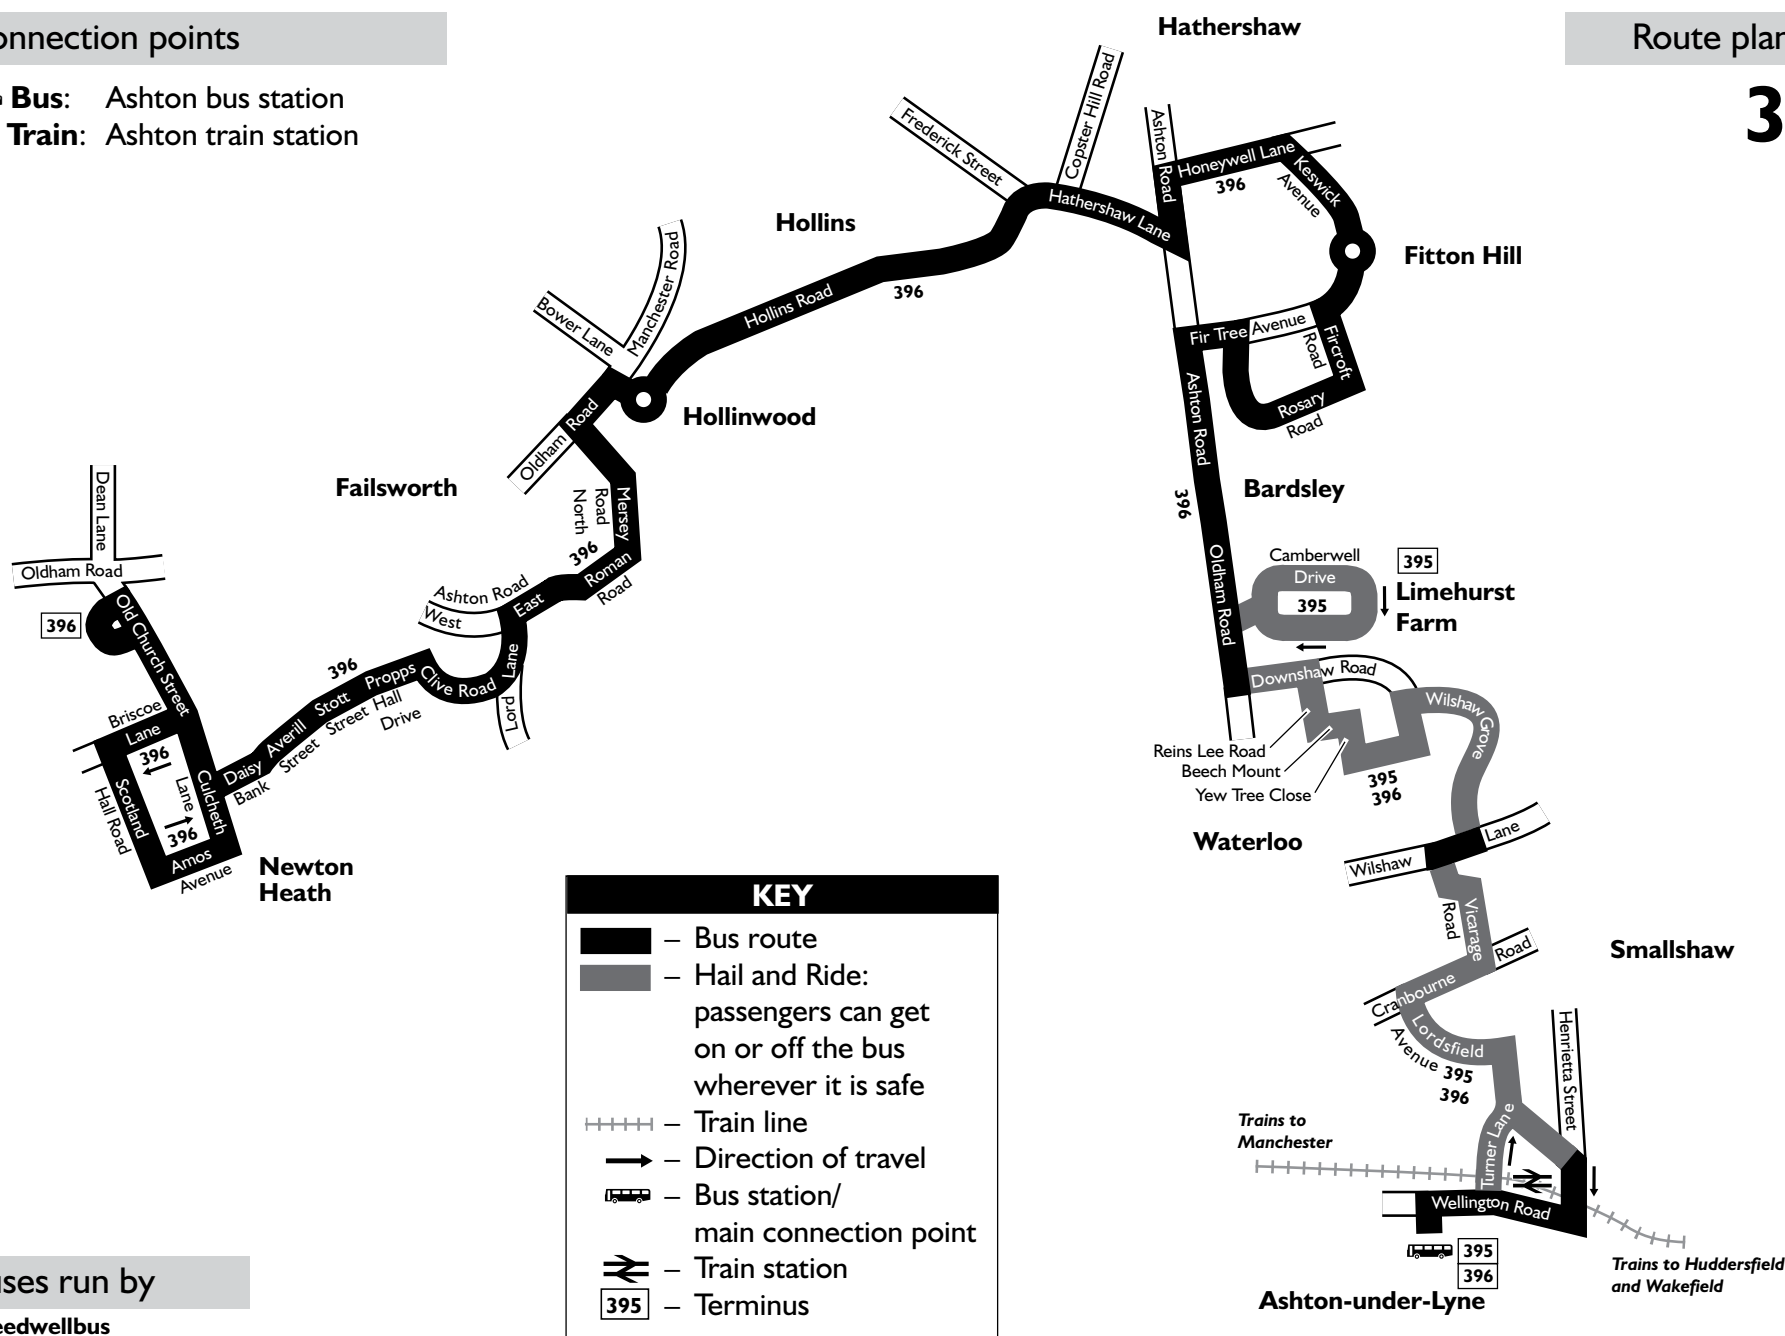 onnection points
Bus: Ashton bus station
Train: Ashton train station
Route plan
3
Hathershaw
Frederick Street
Copster Hill Road
Ashton Road
Honeywell Lane
396
Keswick
Avenue
Hathershaw Lane
Hollins
Fitton Hill
Manchester Road
Bower Lane
Hollins Road
396
Fir Tree Avenue
Fircroft
Road
Rosary
Road
Hollinwood
Oldham Road
Ashton Road
396
Bardsley
Failsworth
Mersey
Road
North
396
Roman
Road
Dean Lane
Oldham Road
396
Old Church Street
Ashton Road
West
East
Lane
Lord
Clive Road
396
Propps
Hall
Drive
Stott
Street
Averill
Street
Daisy
Bank
Briscoe
Lane
396
Culcheth
Lane
Scotland
Hall Road
396
Amos
Avenue
Newton
Heath
Oldham Road
Camberwell
Drive
395
395
Limehurst
Farm
Downshaw Road
Wilshaw Grove
Reins Lee Road
Beech Mount
Yew Tree Close
395
396
Waterloo
Wilshaw
Lane
Vicarage
Road
Smallshaw
Cranbourne
Road
Lordsfield
Avenue
395
396
Henrietta Street
Turner Lane
Trains to
Manchester
Wellington Road
395
396
Trains to Huddersfield
and Wakefield
Ashton-under-Lyne
KEY
– Bus route
– Hail and Ride:
passengers can get
on or off the bus
wherever it is safe
– Train line
– Direction of travel
– Bus station/
main connection point
– Train station
395 – Terminus
ses run by
eedwellbus